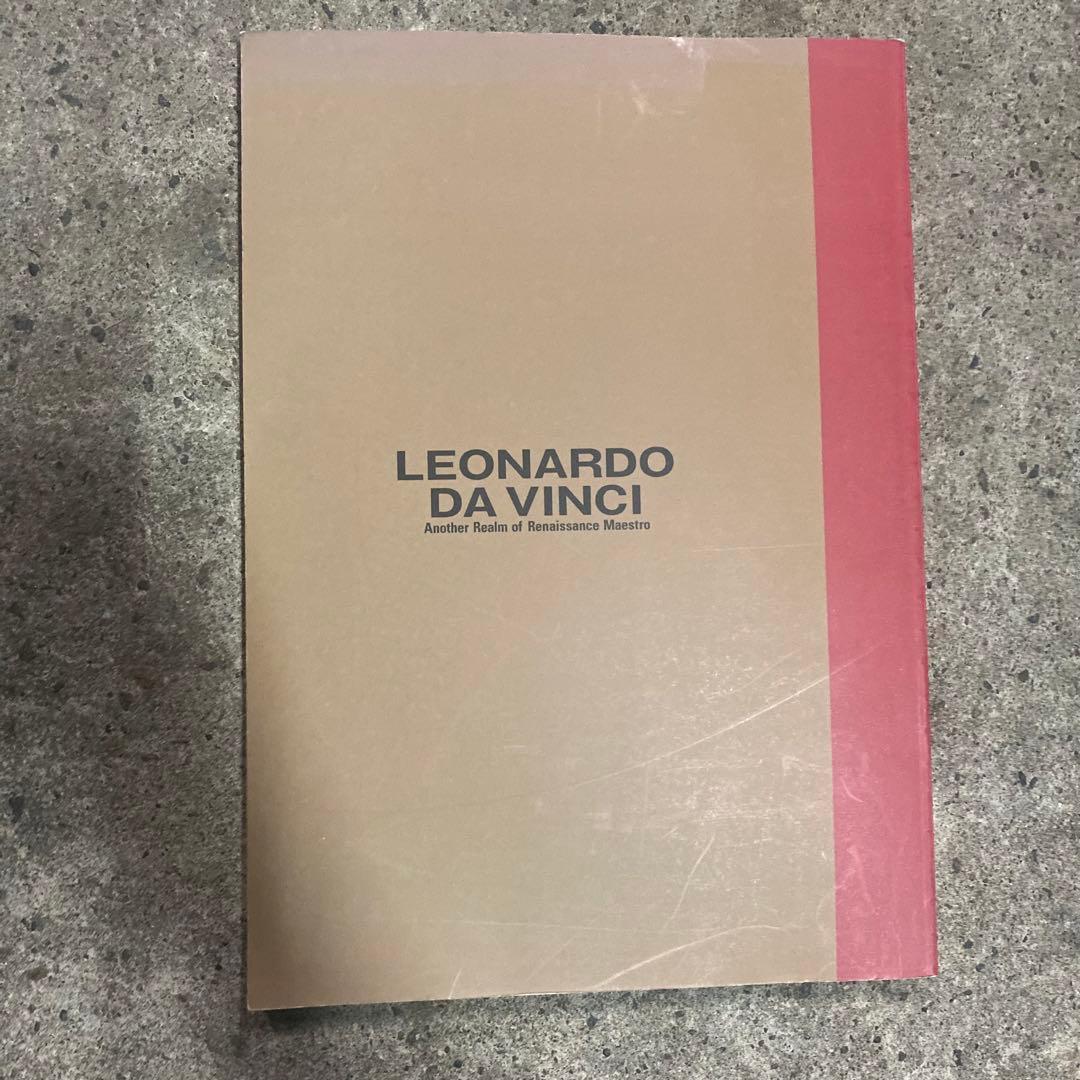 LEONARDO
DA VINCI
Another Realm of Renaissance Maestro